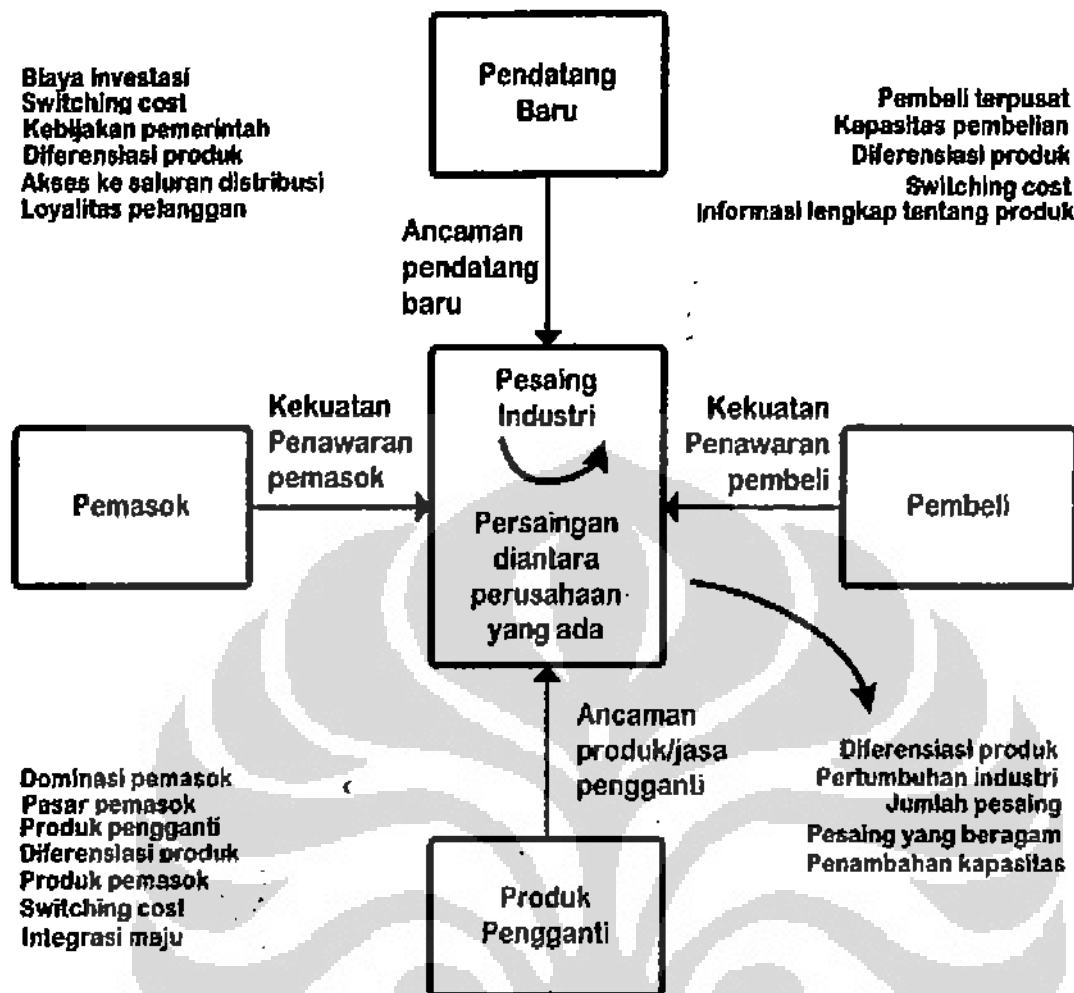 Biaya investasi
Switching cost
Kebijakan pemerintah
Diferensiasi produk
Akses ke saluran distribusi
Loyalitas pelanggan
Pendatang
Baru
Pembeli terpusat
Kapasitas pembelian
Diferensiasi produk
Switching cost
Informasi lengkap tentang produk
Ancaman
pendatang
baru
Pemasok
Kekuatan
Penawaran
pemasok
Pesaing
Industri
Persaingan
diantara
perusahaan
yang ada
Kekuatan
Penawaran
pembeli
Pembeli
Ancaman
produk/jasa
pengganti
Dominasi pemasok
Pasar pemasok
Produk pengganti
Diferensiasi produk
Produk pemasok
Switching cost
Integrasi maju
Produk
Pengganti
Diferensiasi produk
Pertumbuhan industri
Jumlah pesaing
Pesaing yang beragam
Penambahan kapasitas